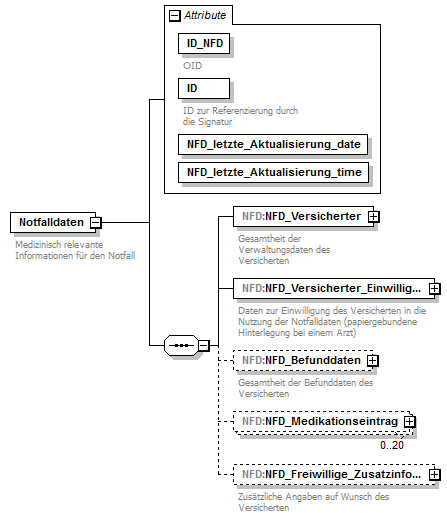 Attribute
ID_NFD
OID
ID
ID zur Referenzierung durch
die Signatur
NFD_letzte_Aktualisierung_date
NFD_letzte_Aktualisierung_time
Notfalldaten
Medizinisch relevante
Informationen für den Notfall
NFD:NFD_Versicherter
Gesamtheit der
Verwaltungsdaten des
Versicherten
NFD:NFD_Versicherter_Einwillig...
Daten zur Einwilligung des Versicherten in die
Nutzung der Notfalldaten (papiergebundene
Hinterlegung bei einem Arzt)
NFD:NFD_Befunddaten
Gesamtheit der Befunddaten des
Versicherten
NFD:NFD_Medikationseintrag
0..20
NFD:NFD_Freiwillige_Zusatzinfo...
Zusätzliche Angaben auf Wunsch des
Versicherten